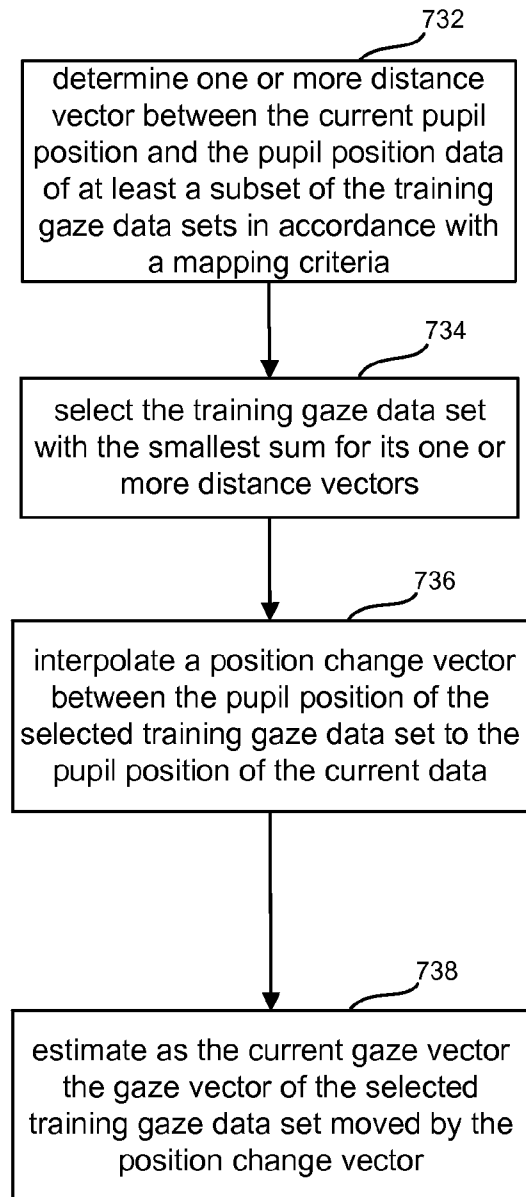 732
determine one or more distance
vector between the current pupil
position and the pupil position data
of at least a subset of the training
gaze data sets in accordance with
a mapping criteria
734
select the training gaze data set
with the smallest sum for its one or
more distance vectors
736
interpolate a position change vector
between the pupil position of the
selected training gaze data set to the
pupil position of the current data
738
estimate as the current gaze vector
the gaze vector of the selected
training gaze data set moved by the
position change vector